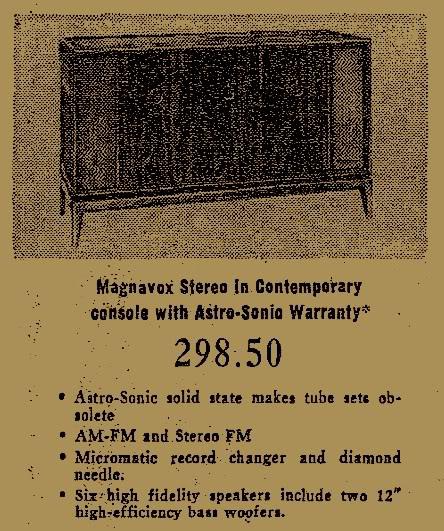 Magnavox Stereo in Contemporary
console with Astro-Sonic Warranty*
298.50
• Astro-Sonic solid state makes tube sets ob-
solete
• AM-FM and Stereo FM
• Micromatic record changer and diamond
needle.
• Six high fidelity speakers include two 12"
high-efficiency bass woofers.